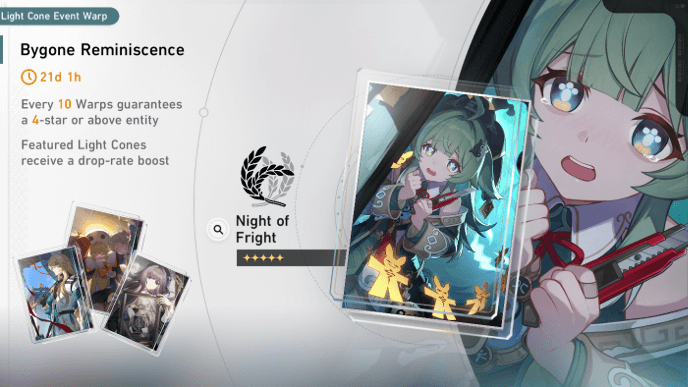 Light Cone Event Warp
Bygone Reminiscence
21d 1h
Every 10 Warps guarantees
a 4-star or above entity
Featured Light Cones
receive a drop-rate boost
Night of
Fright